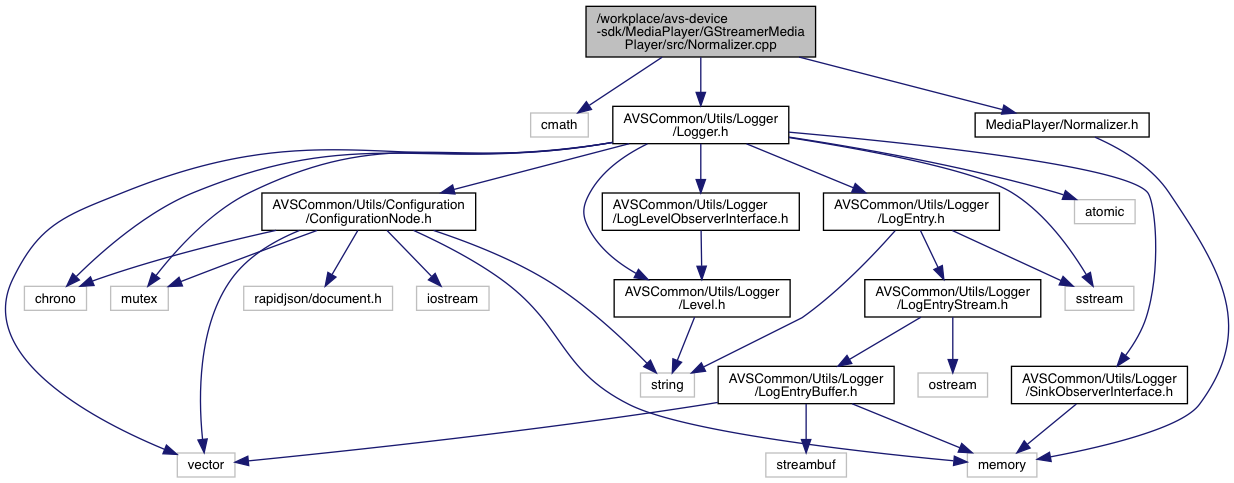 /workplace/avs-device
-sdk/MediaPlayer/GStreamerMedia
Player/src/Normalizer.cpp
cmath
AVSCommon/Utils/Logger
/Logger.h
MediaPlayer/Normalizer.h
AVSCommon/Utils/Configuration
/ConfigurationNode.h
AVSCommon/Utils/Logger
/LogLevelObserverInterface.h
AVSCommon/Utils/Logger
/LogEntry.h
atomic
chrono
mutex
rapidjson/document.h
iostream
AVSCommon/Utils/Logger
/Level.h
AVSCommon/Utils/Logger
/LogEntryStream.h
sstream
string
AVSCommon/Utils/Logger
/LogEntryBuffer.h
ostream
AVSCommon/Utils/Logger
/SinkObserverInterface.h
vector
streambuf
memory